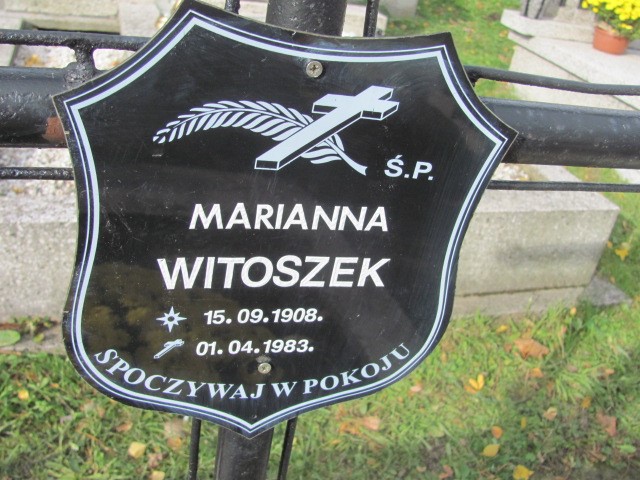 Ś.P.
MARIANNA
WITOSZEK
15.09.1908.
01.04.1983.
SPOCZYWAJ W POKOJU